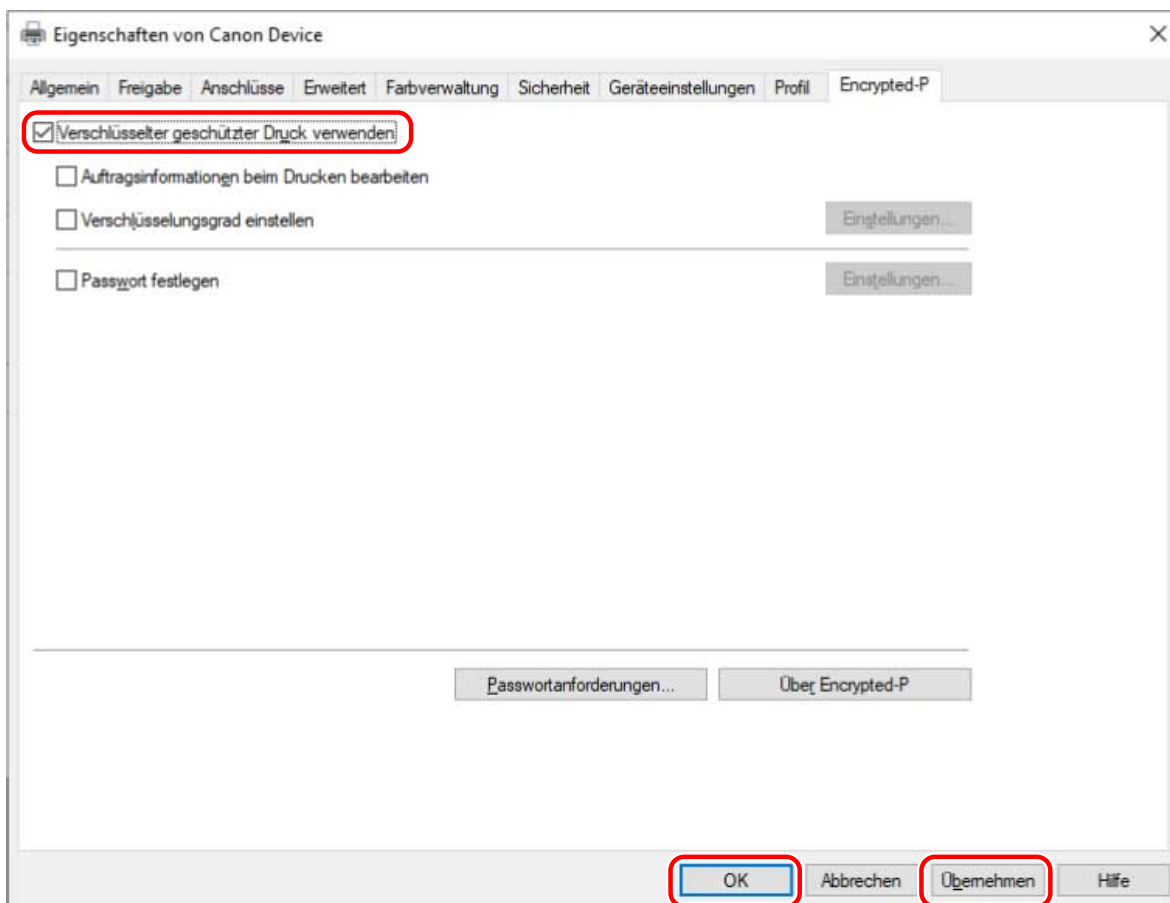 Eigenschaften von Canon Device
Allgemein Freigabe Anschlüsse Erweitert Farbverwaltung Sicherheit Geräteeinstellungen Profil Encrypted-P
Verschlüsselter geschützter Druck verwenden
Auftragsinformationen beim Drucken bearbeiten
Verschlüsselungsgrad einstellen Einstellungen...
Passwort festlegen Einstellungen...
Passwortanforderungen... Über Encrypted-P
OK Abbrechen Übernehmen Hilfe